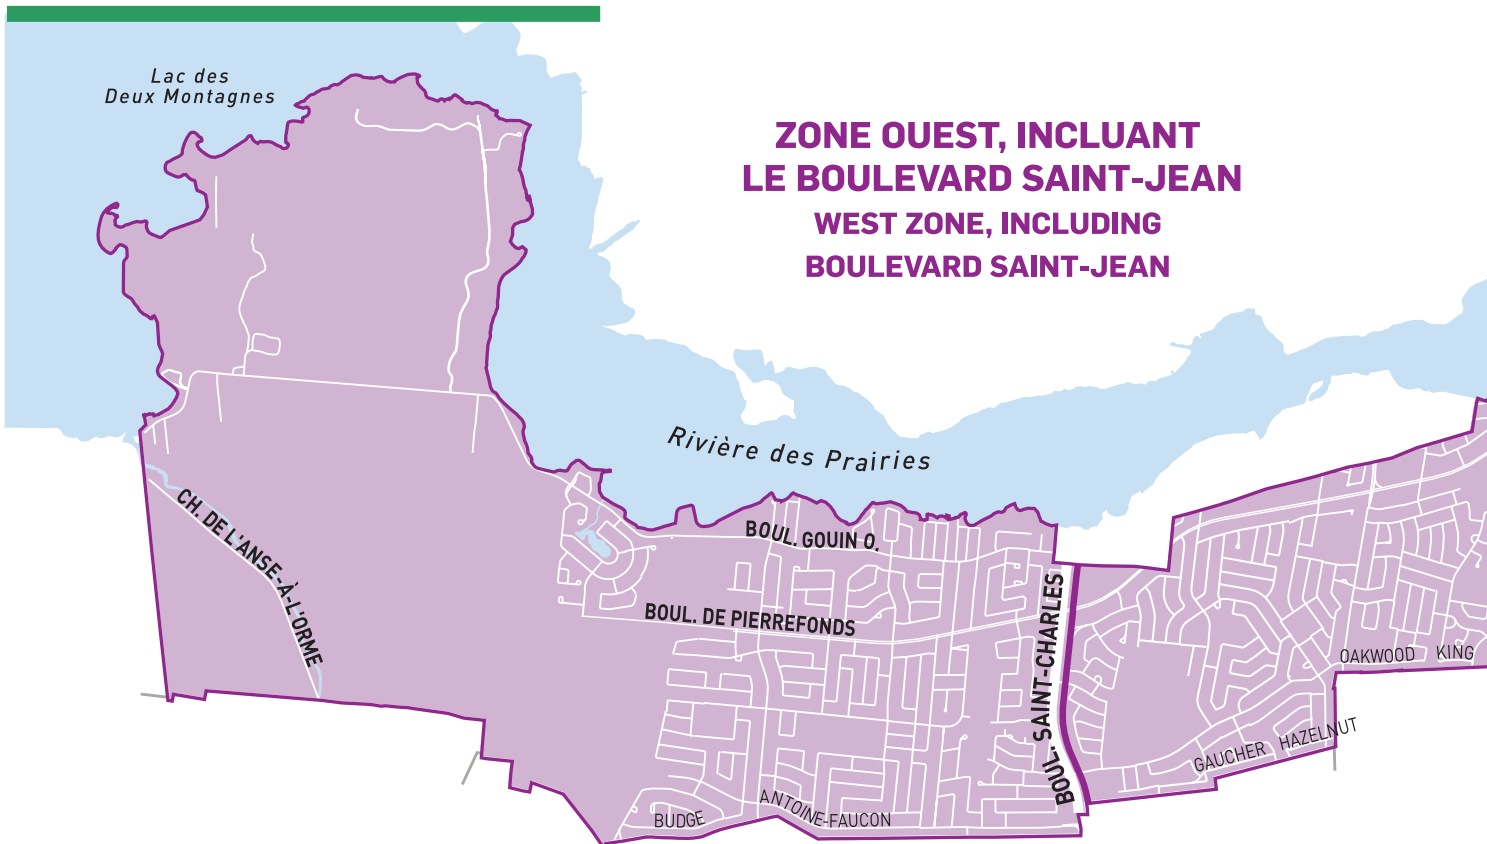 Lac des
Deux Montagnes
ZONE OUEST, INCLUANT
LE BOULEVARD SAINT-JEAN
WEST ZONE, INCLUDING
BOULEVARD SAINT-JEAN
Rivière des Prairies
CH. DE L'ANSE-À-L'ORME
BOUL. GOUIN O.
BOUL. DE PIERREFONDS
BOUL. SAINT-CHARLES
OAKWOOD
KING
GAUCHER
HAZELNUT
BUDGE
ANTOINE-FAUCON